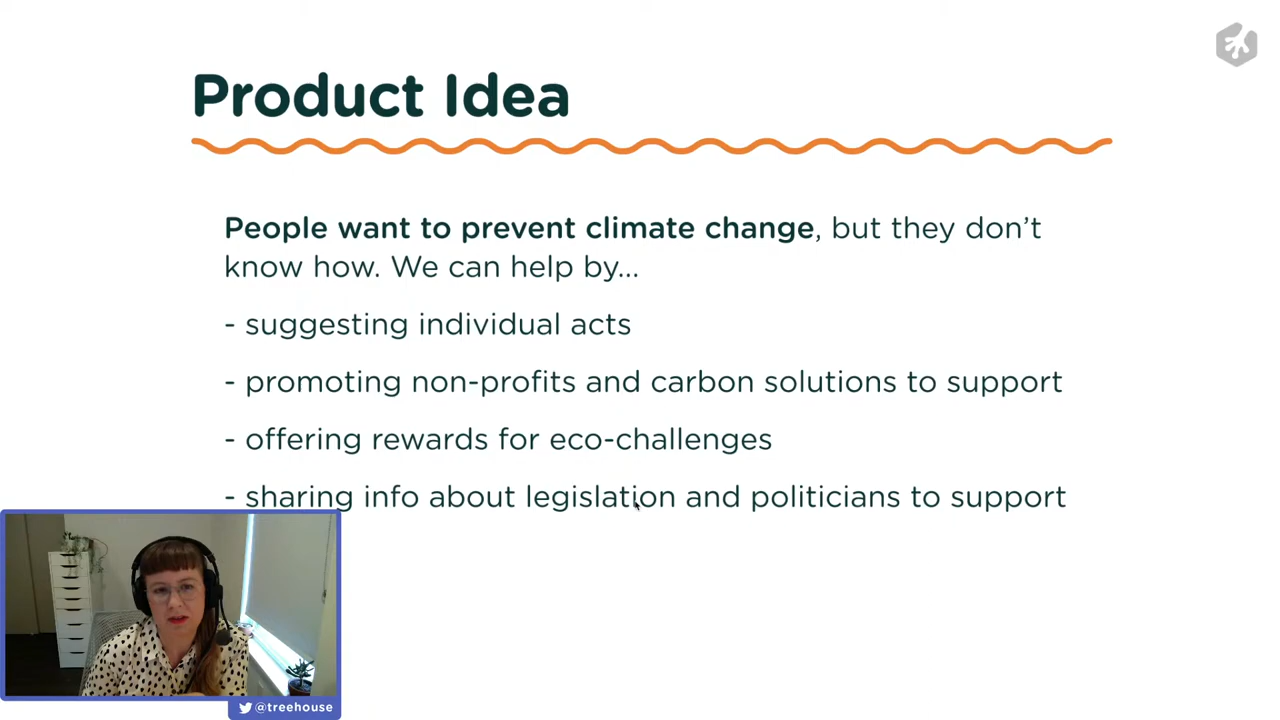 Product Idea
People want to prevent climate change, but they don’t
know how. We can help by...
- suggesting individual acts
- promoting non-profits and carbon solutions to support
- offering rewards for eco-challenges
- sharing info about legislation and politicians to support
@treehouse